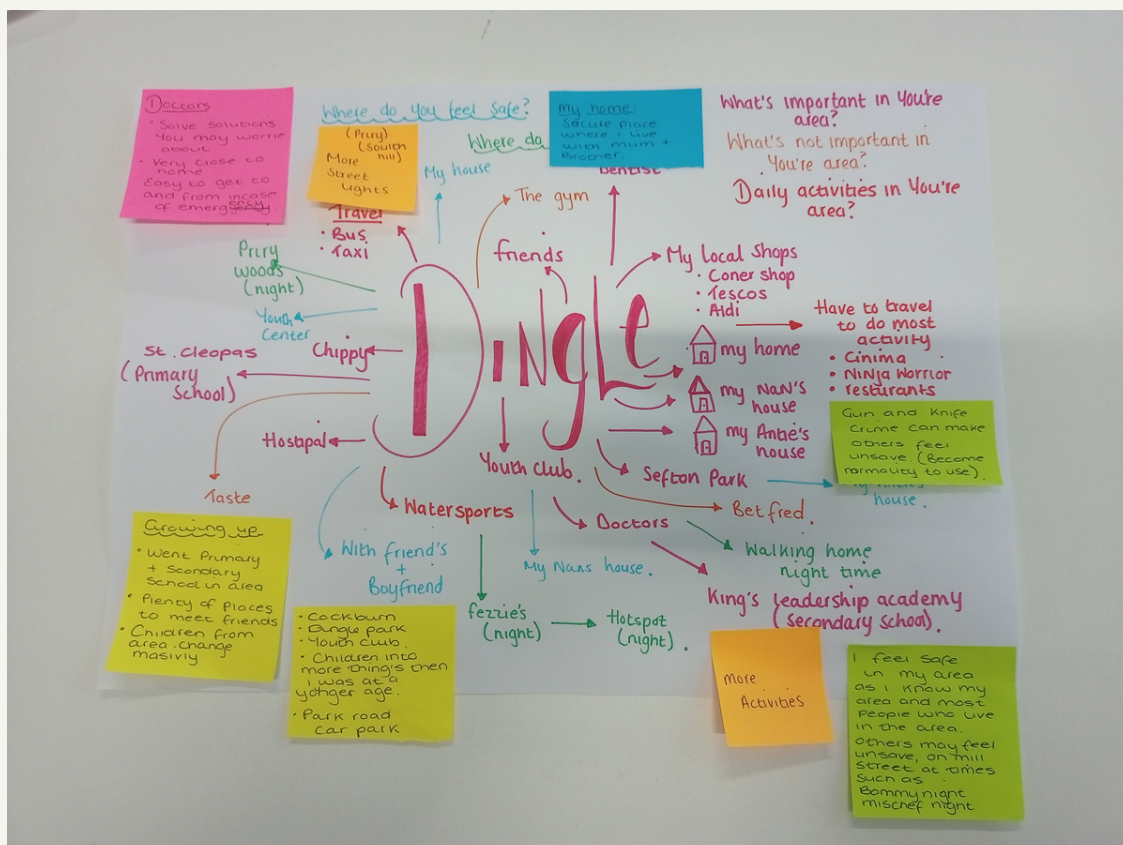 Doctors
• Solve solutions
You may worrie
about
• Very close to
home
Easy to get to
and from incase
of emergency.
Where do you feel safe?
(Priry)
(South
hill)
More
Street
Lights
Where do
My home:
Secure place
where i live
with mum +
Brother.
What's important in You're
area?
What's not important in
You're area?
Daily activities in You're
area?
My house
The gym
Dentist
Travel
• Bus
• Taxi
friends
My Local Shops
• Coner shop
• Tescos
• Aldi
Priry
woods
(night)
Youth
Center
Chippy
St. Cleopas
(Primary
School)
Hostipal
Taste
DiNgLe
my home
my NaN's
house
my Antie's
house
Have to travel
to do most
activity
• Cinima
• Ninja Worrior
• resturants
Gun and Knife
Crime can make
others feel
unsave (Become
normality to use).
house.
Youth club.
Sefton Park
Watersports
Doctors
Bet fred.
With friend's
+
Boyfriend
My Nans house.
Walking home
night time
King's leadership academy
(secondary school).
fezzie's
(night)
Hotspot
(night).
Growing up
• Went Primary
+ Scondary
School in area
• Plenty of Places
to meet friends
• Children from
area. change
masivly
• Cockburn
• Dingle park
• Youth club.
• Children into
more thing's then
i was at a
yonger age.
• Park road
Car park
More
Activities
I feel safe
in my area
as i know my
area and most
People who live
in the area.
others may feel
unsave, on mill
street at times
such as
Bommynight
mischef night